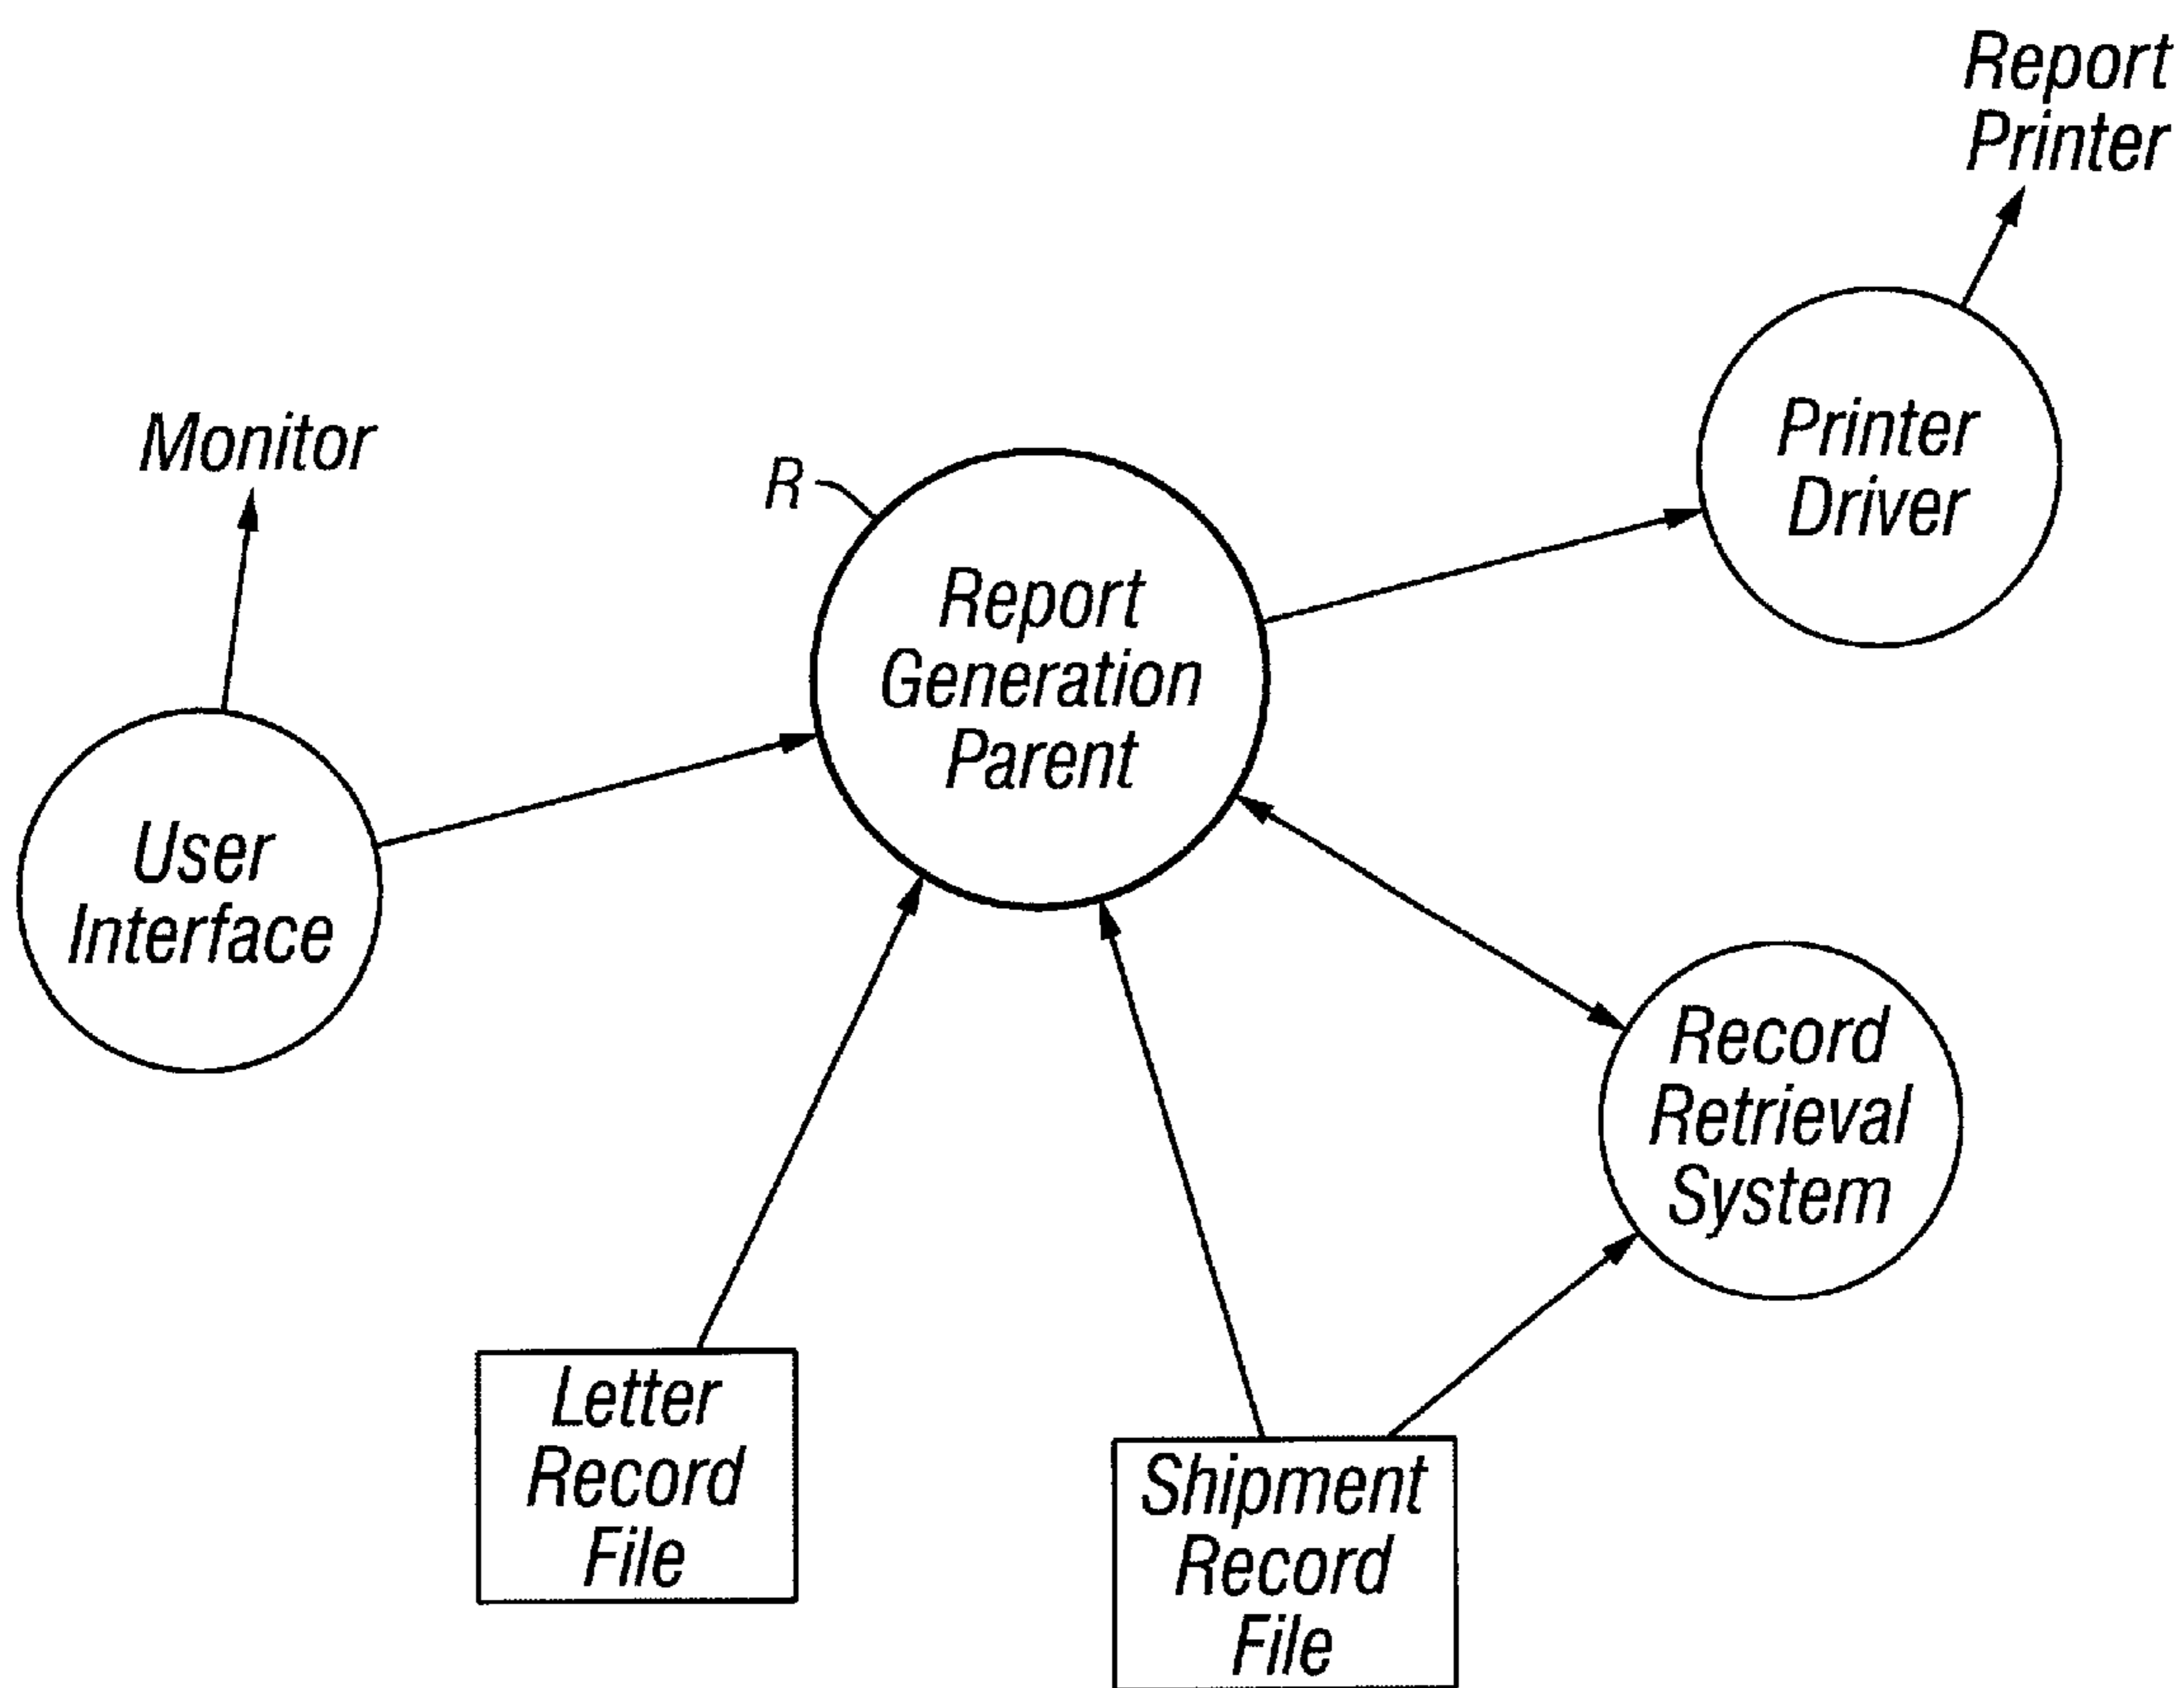 Report
Printer
Printer
Driver
Monitor
R
Report
Generation
Parent
User
Interface
Record
Retrieval
System
Letter
Record
File
Shipment
Record
File